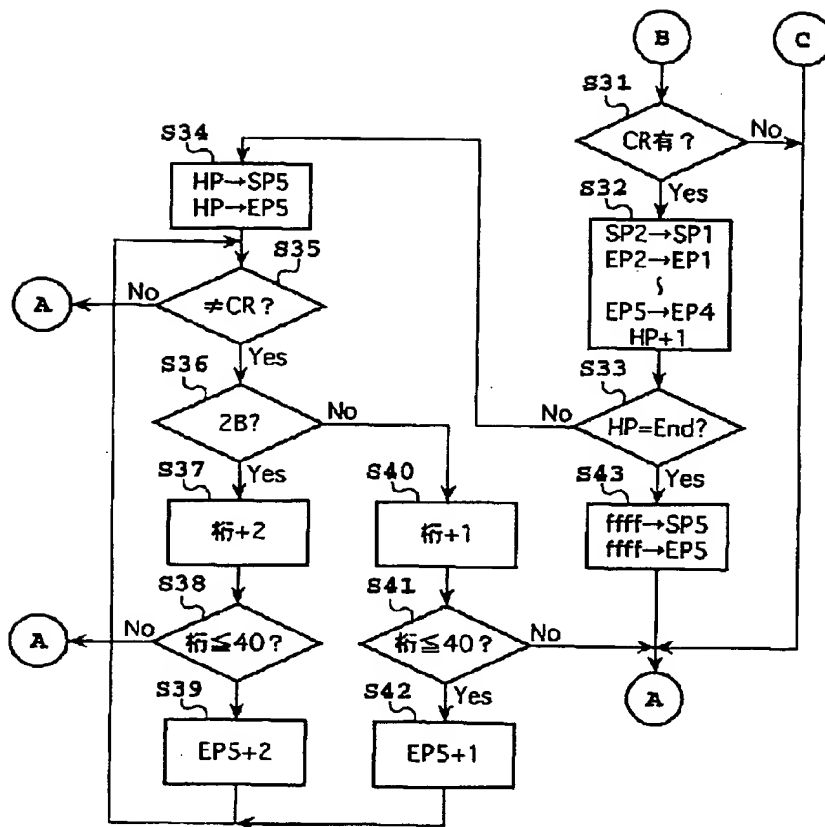 B
C
S31
CR有?
No
Yes
S32
SP2→SP1
EP2→EP1
∫
EP5→EP4
HP+1
S33
HP=End?
No
Yes
S43
ffff→SP5
ffff→EP5
A
S34
HP→SP5
HP→EP5
S35
≠CR?
No
A
Yes
S36
2B?
No
Yes
S37
桁+2
S38
桁≦40?
No
A
S39
EP5+2
S40
桁+1
S41
桁≦40?
No
Yes
S42
EP5+1